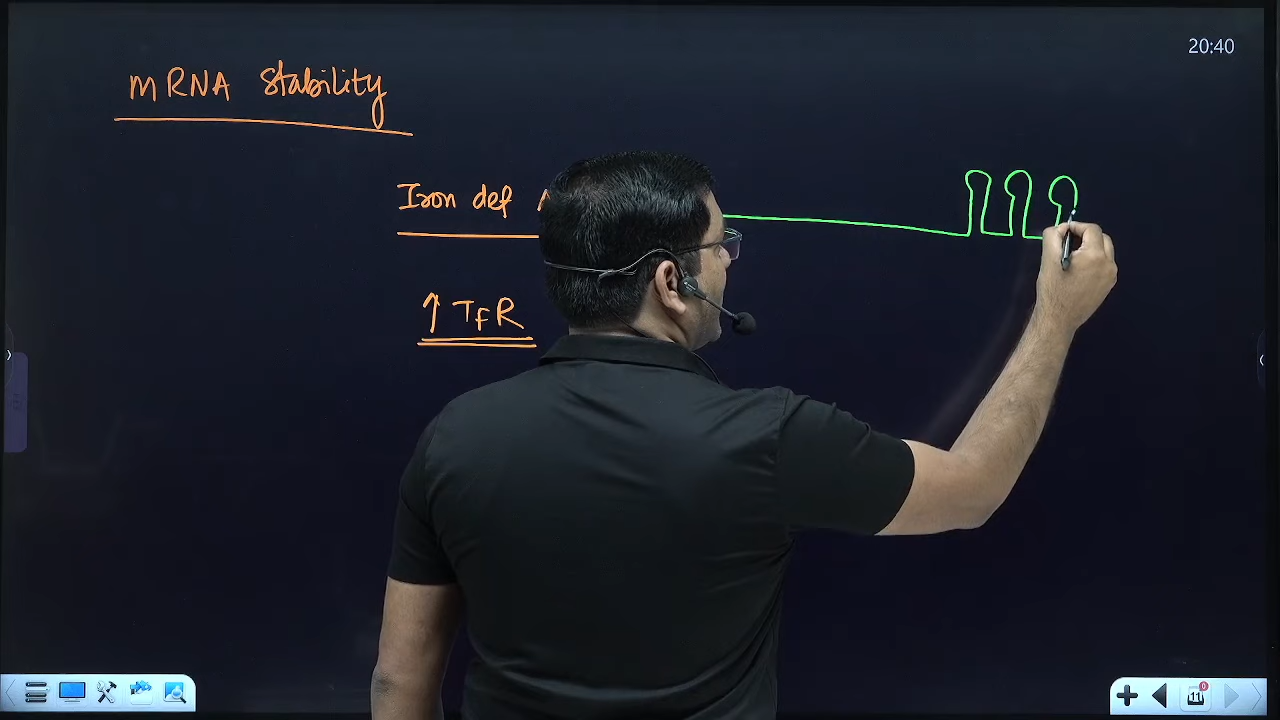 20:40
mRNA Stability
Iron def
↑ TfR